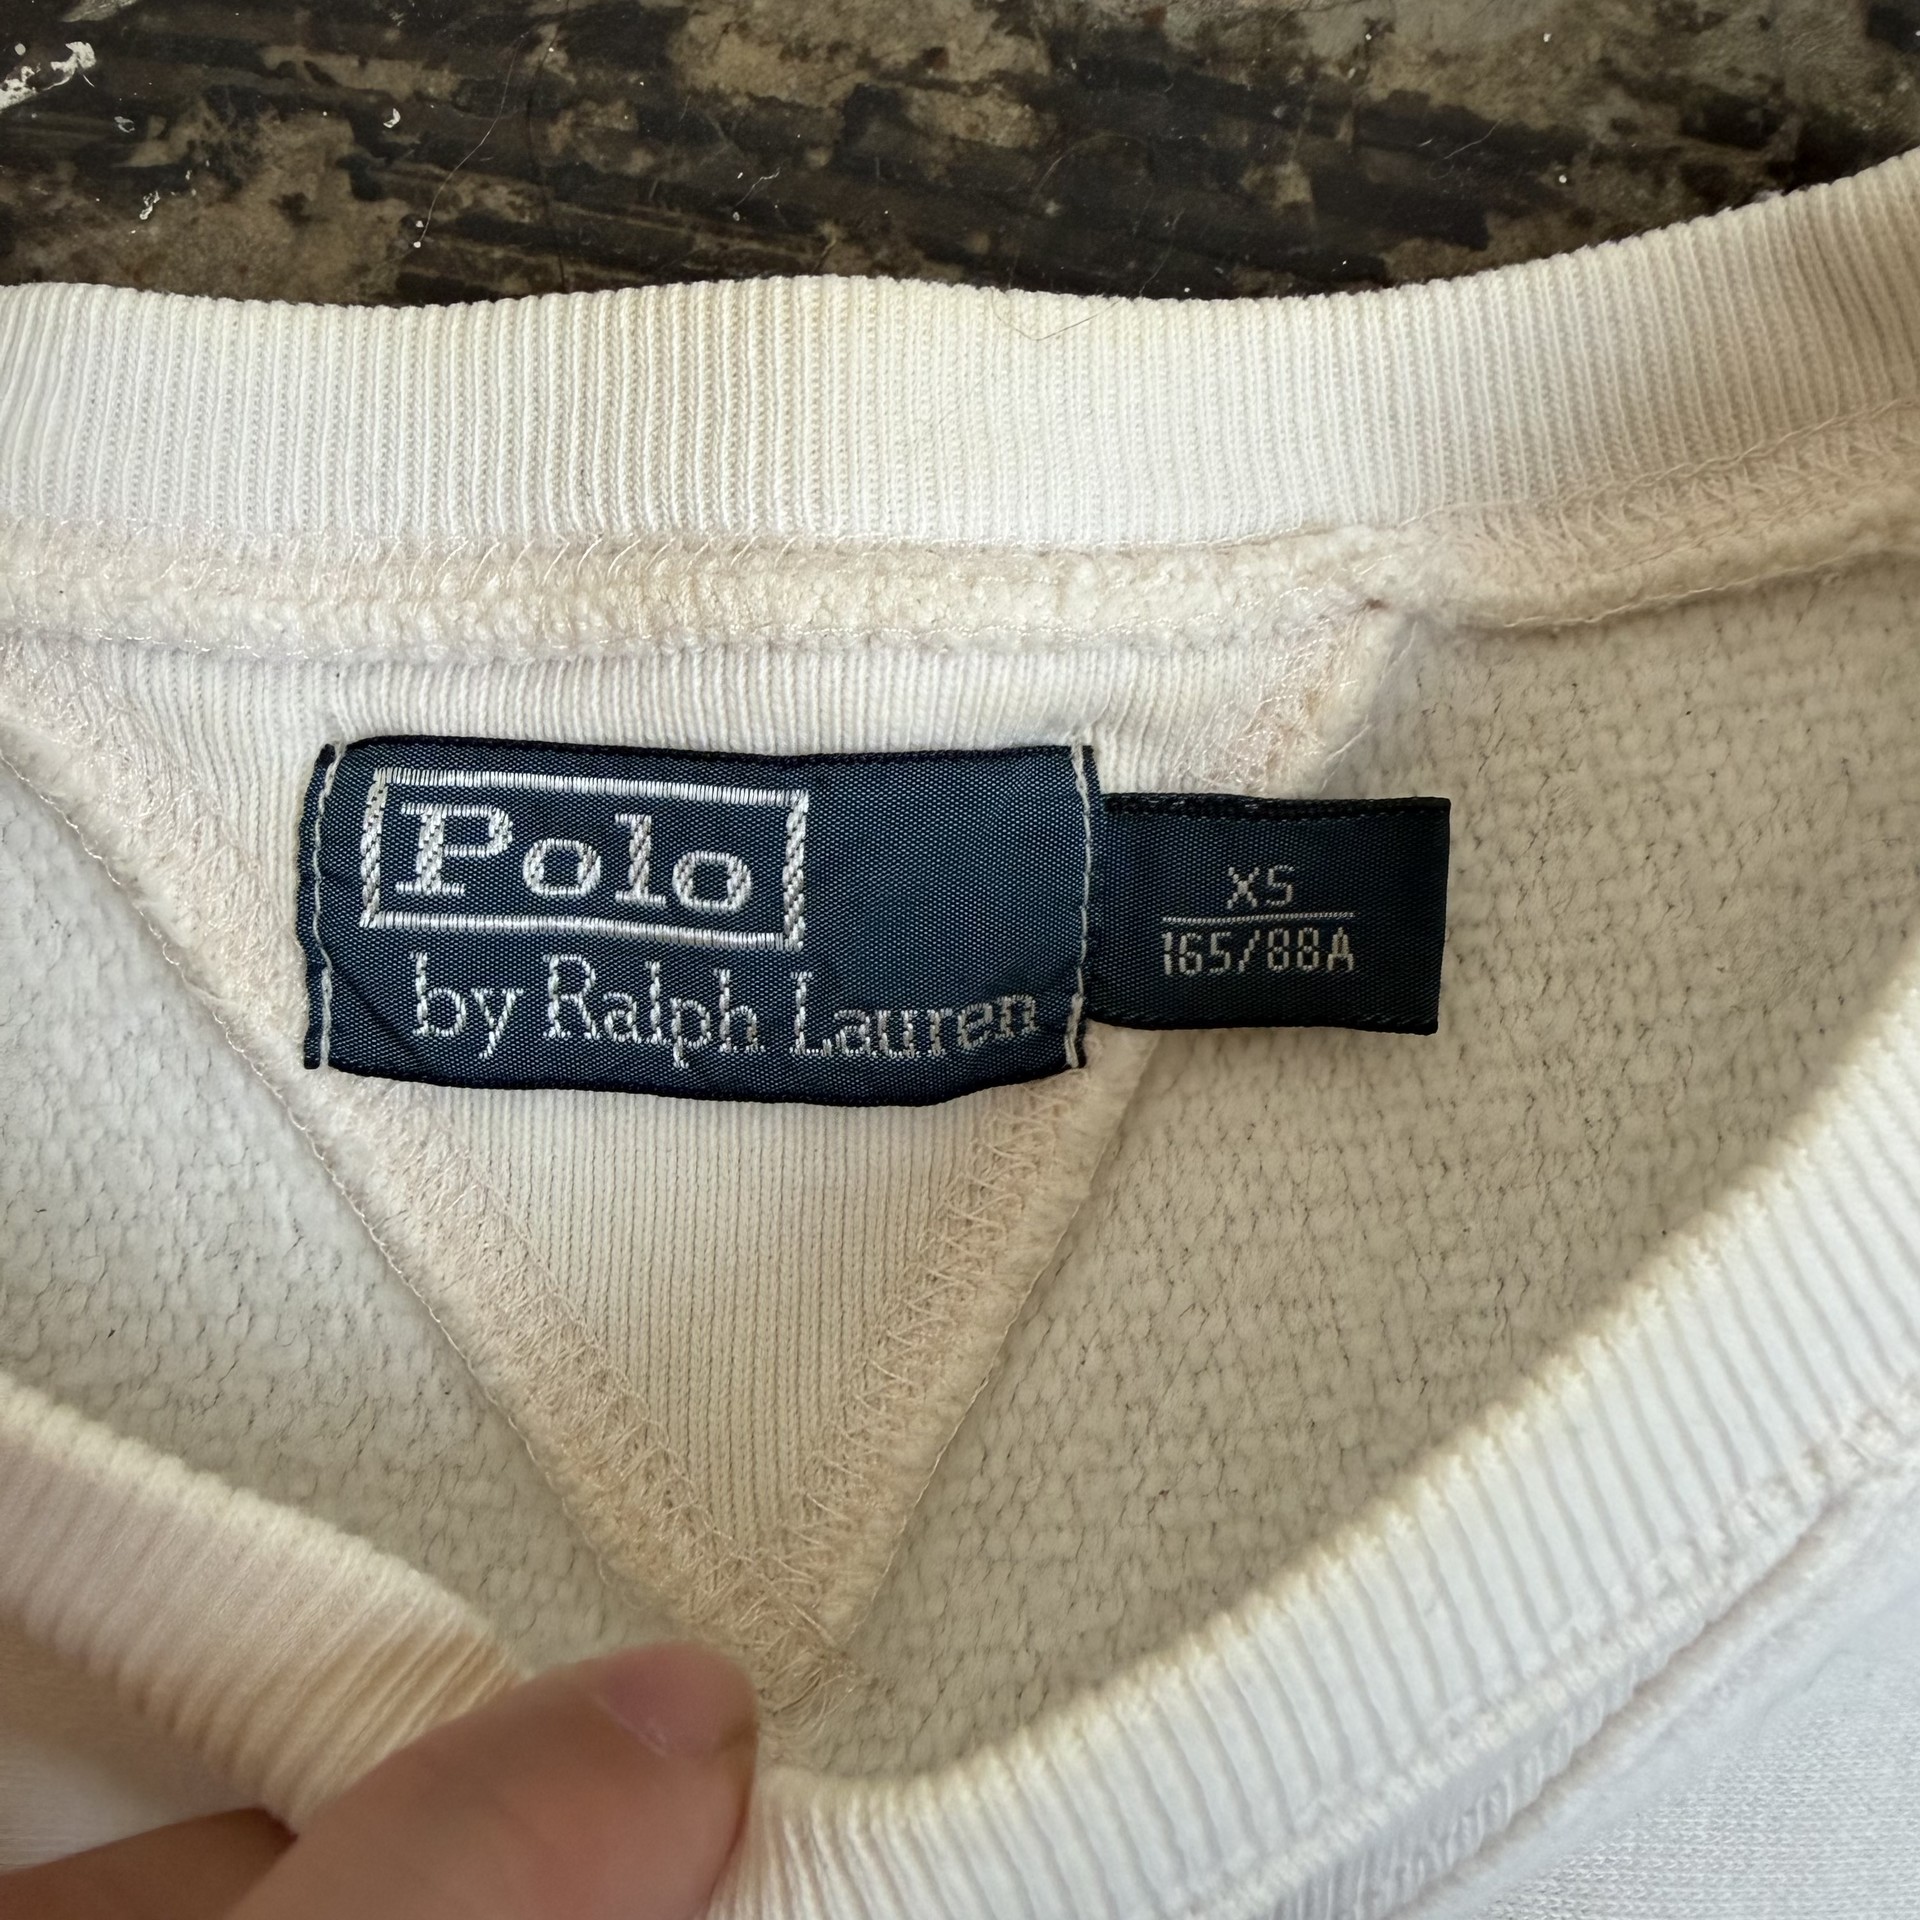 Polo
by Ralph Lauren
XS
165/88A